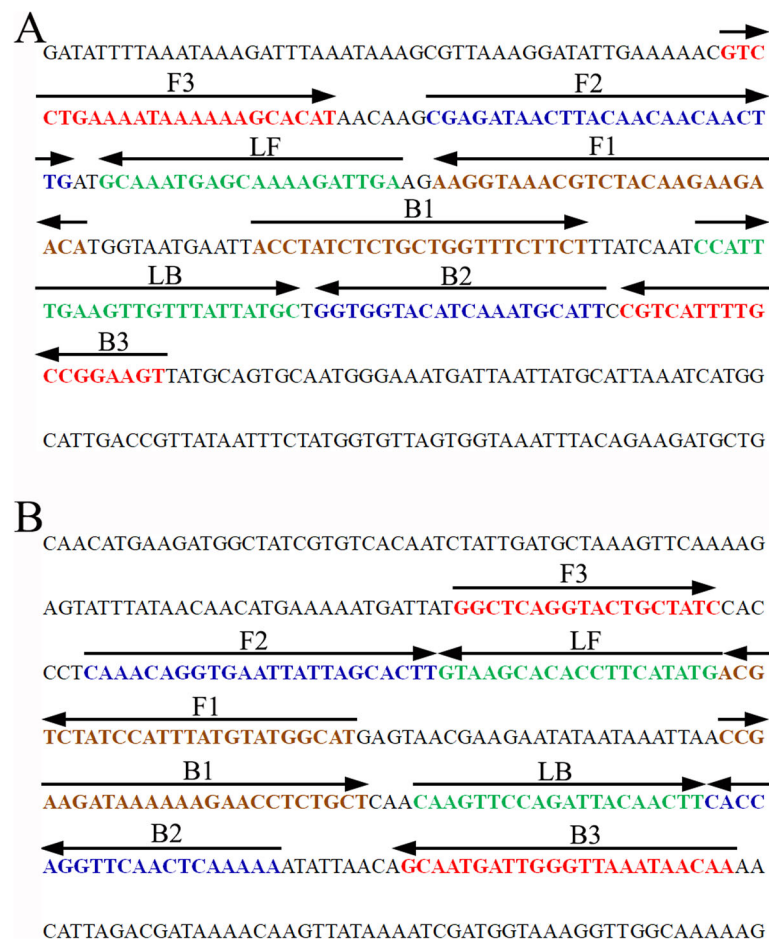 A
GATATTTTAAATAAAGATTTAAATAAAGCGTTAAAGGATATTGAAAAACGTC
F3 F2
CTGAAAATAAAAAAGCACATAACAAGCGAGATAACTTACAACAACAACT
LF F1
TGATGCAAATGAGCAAAAGATTGAAGAAGGTAAACGTCTACAAGAAGA
B1
ACATGGTAATGAATTACCTATCTCTGCTGGTTTCTTCTTTATCAATCCATT
LB B2
TGAAGTTGTTTATTATGCTGGTGGTACATCAAATGCATTCCGTCATTTTG
B3
CCGGAAGTTATGCAGTGCAATGGGAAATGATTAATTATGCATTAAATCATGG
CATTGACCGTTATAATTTCTATGGTGTTAGTGGTAAATTTACAGAAGATGCTG
B
CAACATGAAGATGGCTATCGTGTCACAATCTATTGATGCTAAAGTTCAAAAG
F3
AGTATTTATAACAACATGAAAAATGATTATGGCTCAGGTACTGCTATCCAC
F2 LF
CCTCAAACAGGTGAATTATTAGCACTTGTAAGCACACCTTCATATGACG
F1
TCTATCCATTTATGTATGGCATGAGTAACGAAGAATATAATAAATTAACCG
B1 LB
AAGATAAAAAAGAACCTCTGCTCAACAAGTTCCAGATTACAACTTCACC
B2 B3
AGGTTCAACTCAAAAAATATTAACAGCAATGATTGGGTTAAATAACAAAA
CATTAGACGATAAAACAAGTTATAAAATCGATGGTAAAGGTTGGCAAAAAG